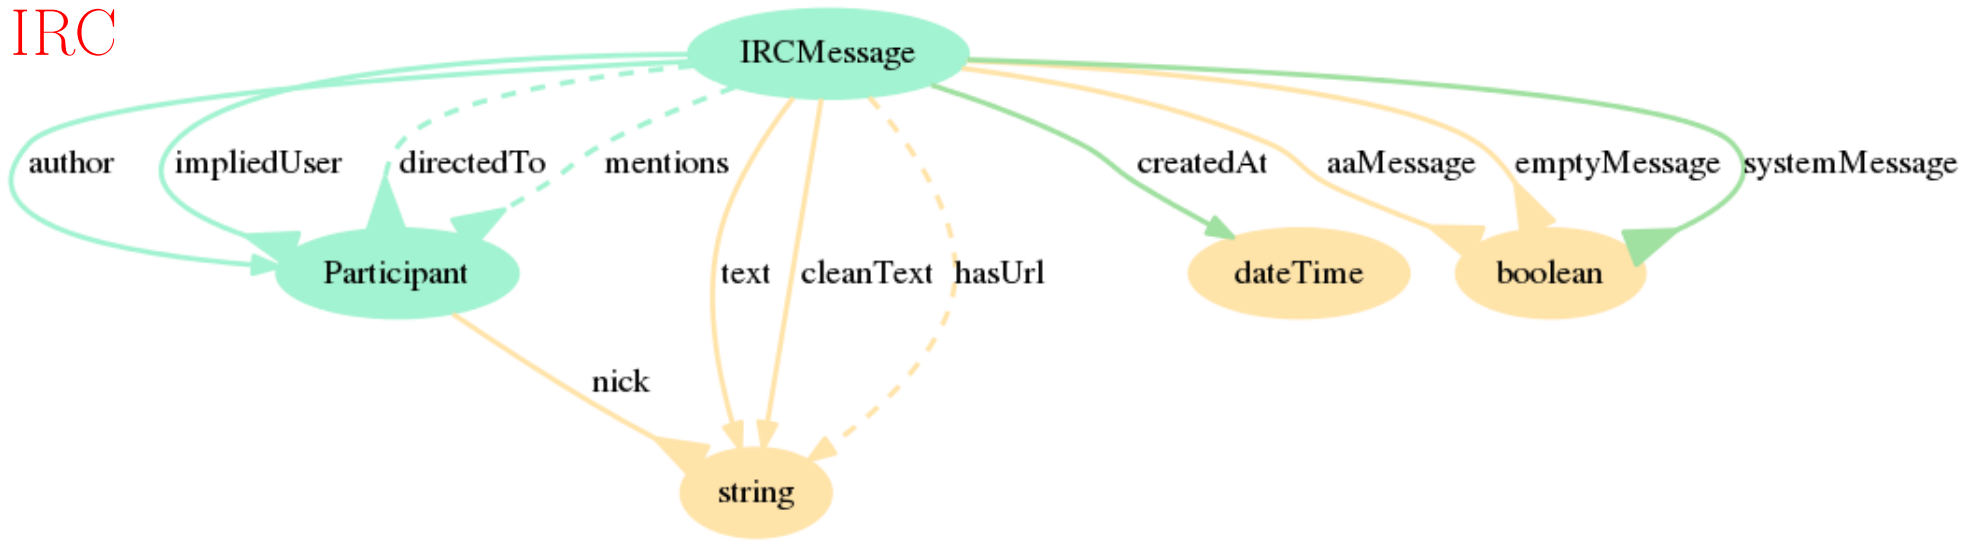 IRC
IRCMessage
author
impliedUser
directedTo
mentions
createdAt
aaMessage
emptyMessage
systemMessage
Participant
text
cleanText
hasUrl
dateTime
boolean
nick
string